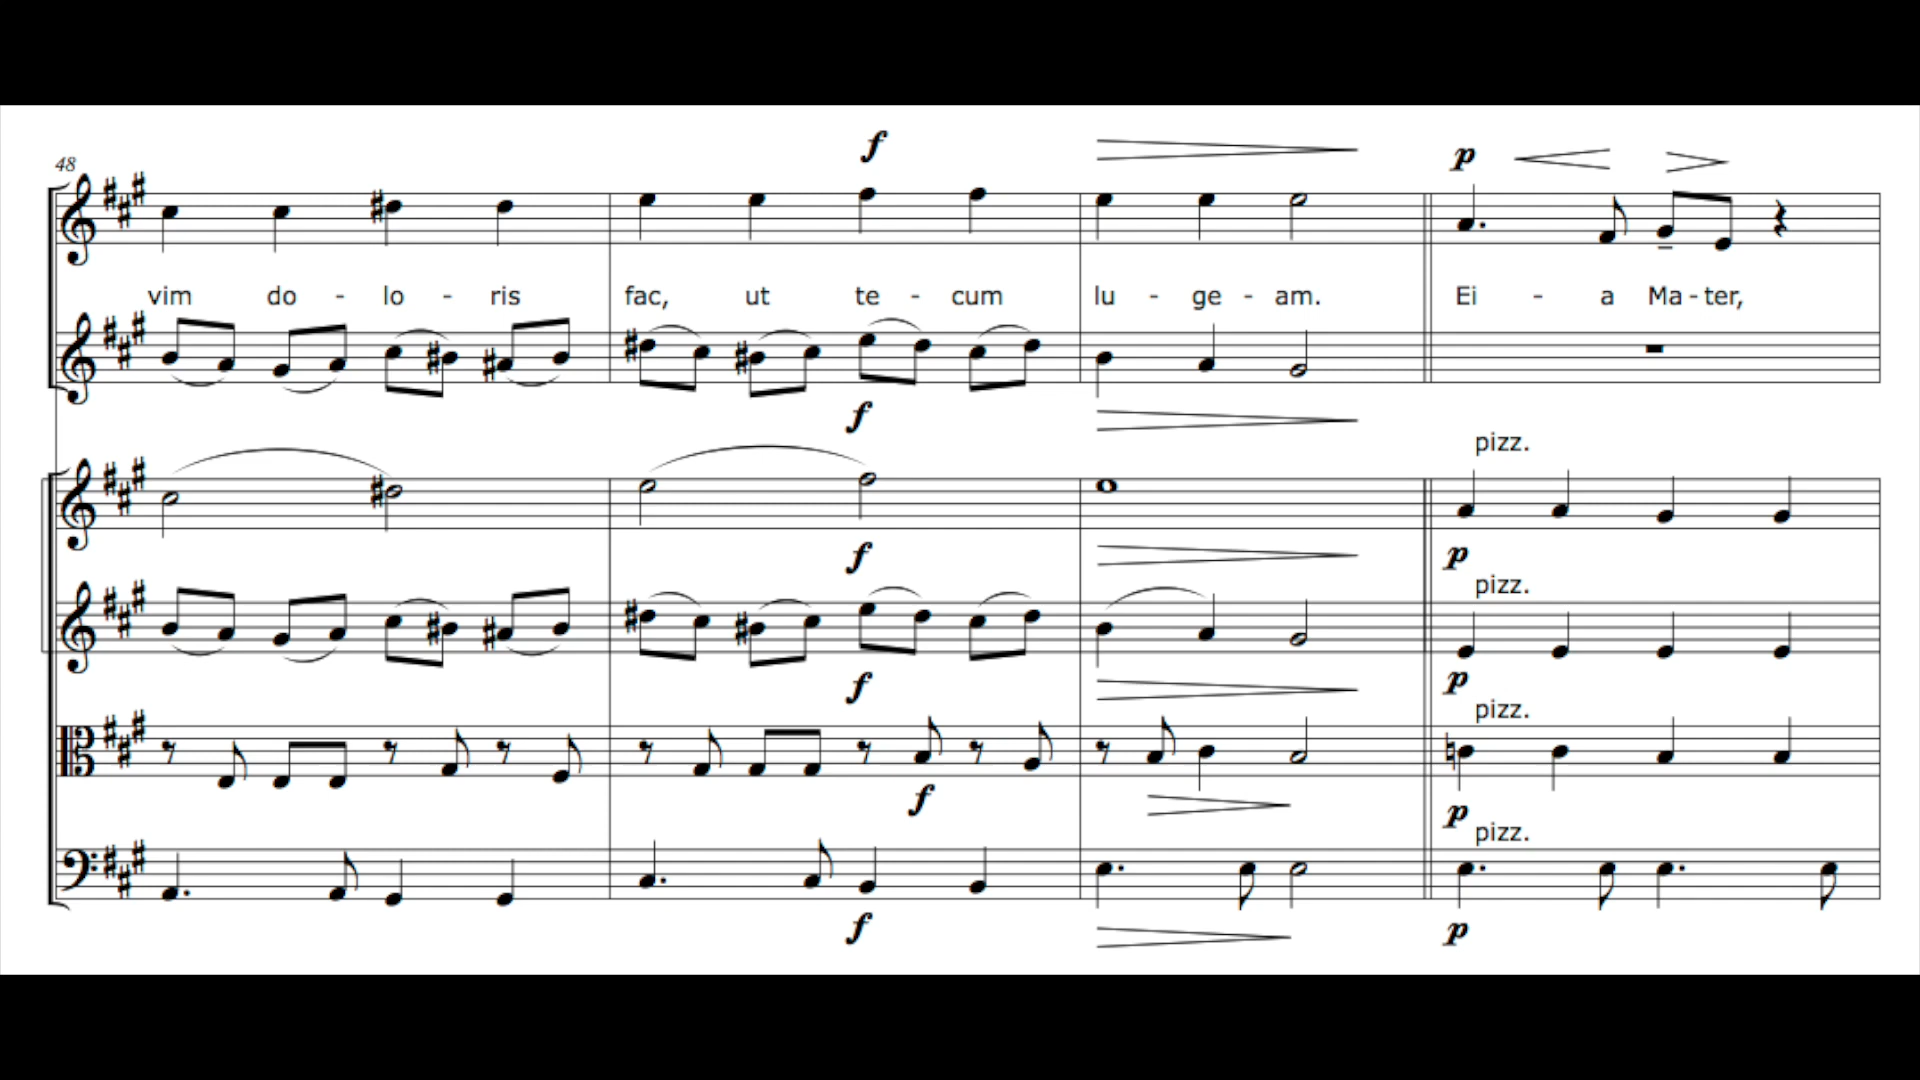 f
p
48
vim do - lo - ris fac, ut te - cum lu - ge - am. Ei - a Ma - ter,
f
pizz.
f
p
pizz.
f
p
pizz.
f
p
pizz.
f
p